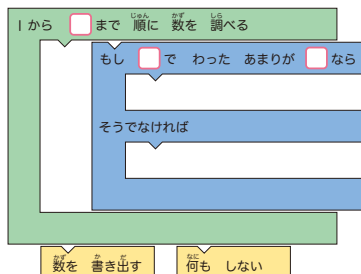 1から □まで 順に 数を 調べる
もし □で わった あまりが □なら
そうでなければ
数を 書き出す 何も しない